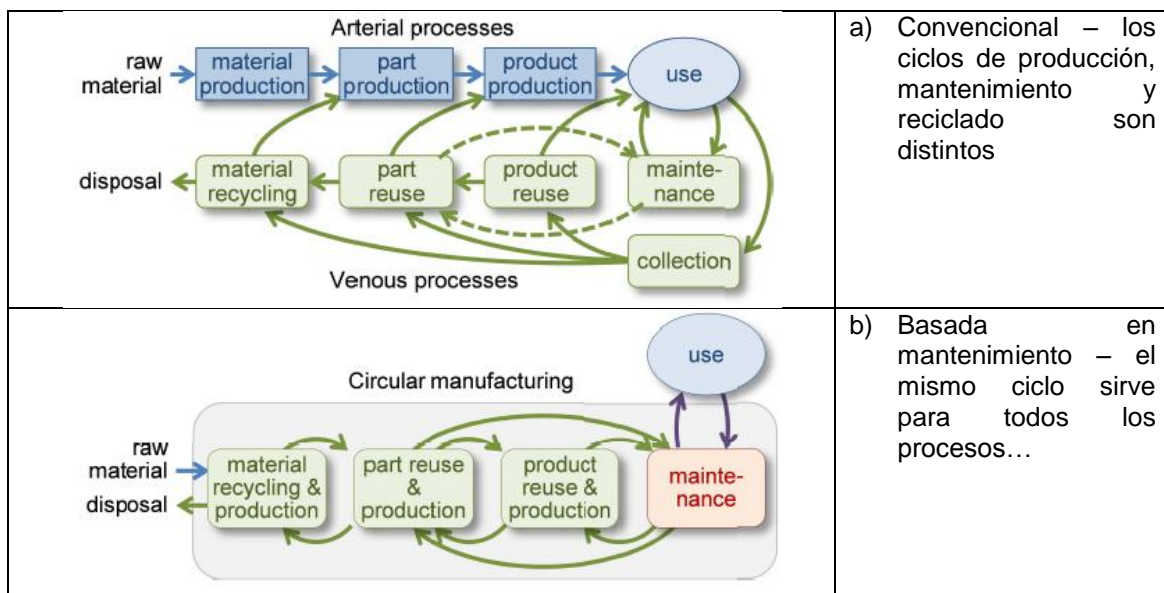 Arterial processes
raw
material
material
production
part
production
product
production
use
disposal
material
recycling
part
reuse
product
reuse
mainte-
nance
collection
Venous processes
a) Convencional – los
ciclos de producción,
mantenimiento y
reciclado son
distintos
use
Circular manufacturing
raw
material
disposal
material
recycling &
production
part reuse
&
production
product
reuse &
production
mainte-
nance
b) Basada en
mantenimiento – el
mismo ciclo sirve
para todos los
procesos…